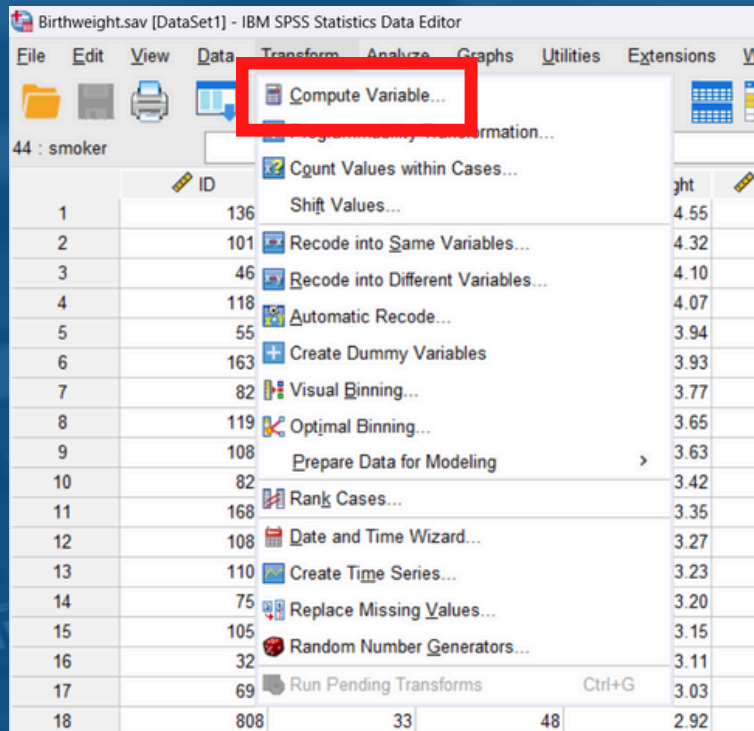 Birthweight.sav [DataSet1] - IBM SPSS Statistics Data Editor
File Edit View Data Transform Analyze Graphs Utilities Extensions
44 : smoker
Compute Variable...
Transformation...
Count Values within Cases...
Shift Values...
Recode into Same Variables...
Recode into Different Variables...
Automatic Recode...
Create Dummy Variables
Visual Binning...
Optimal Binning...
Prepare Data for Modeling >
Rank Cases...
Date and Time Wizard...
Create Time Series...
Replace Missing Values...
Random Number Generators...
Run Pending Transforms Ctrl+G
ID ght
1 136 4.55
2 101 4.32
3 46 4.10
4 118 4.07
5 55 3.94
6 163 3.93
7 82 3.77
8 119 3.65
9 108 3.63
10 82 3.42
11 168 3.35
12 108 3.27
13 110 3.23
14 75 3.20
15 105 3.15
16 32 3.11
17 69 3.03
18 808 33 48 2.92